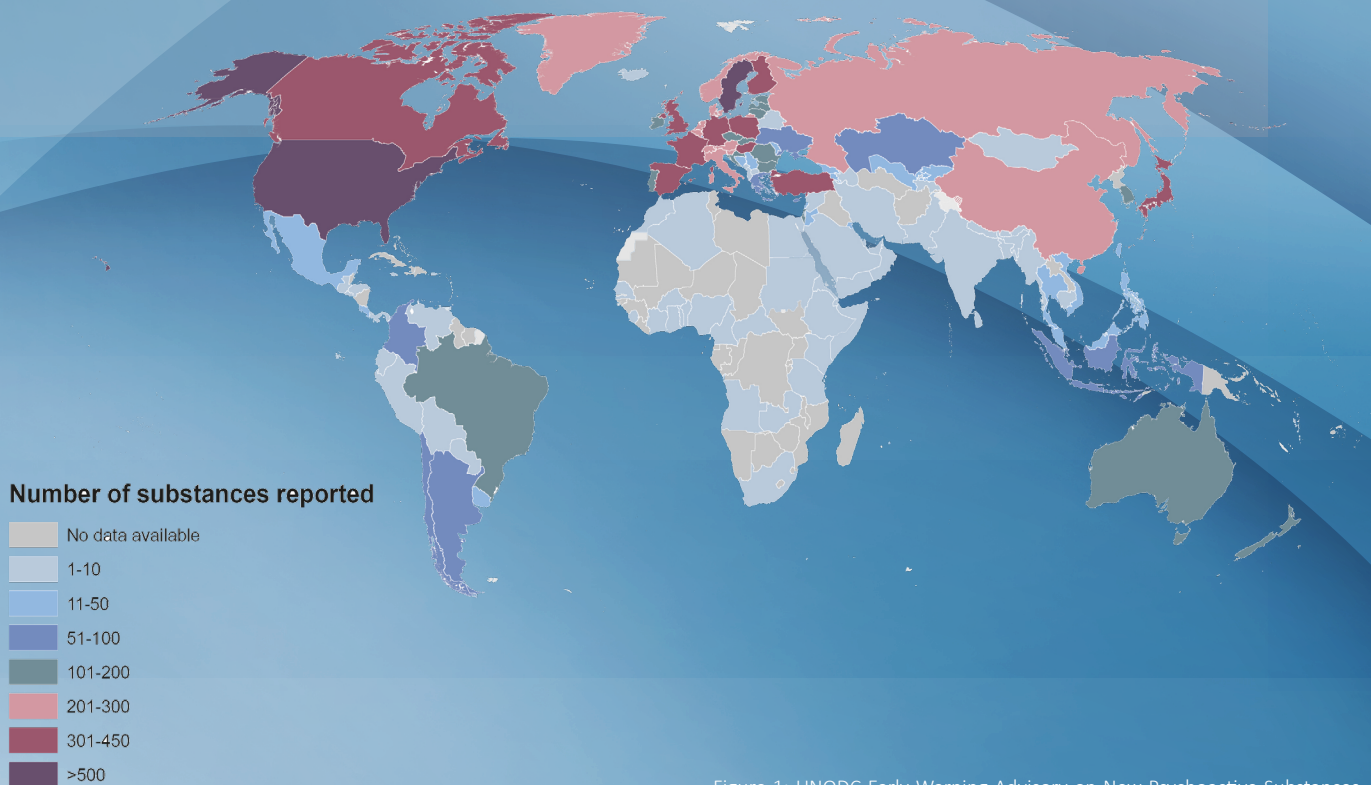 Number of substances reported
No data available
1-10
11-50
51-100
101-200
201-300
301-450
>500
Figure 1: UNODC Early Warning Advisory on New Psychoactive Substances